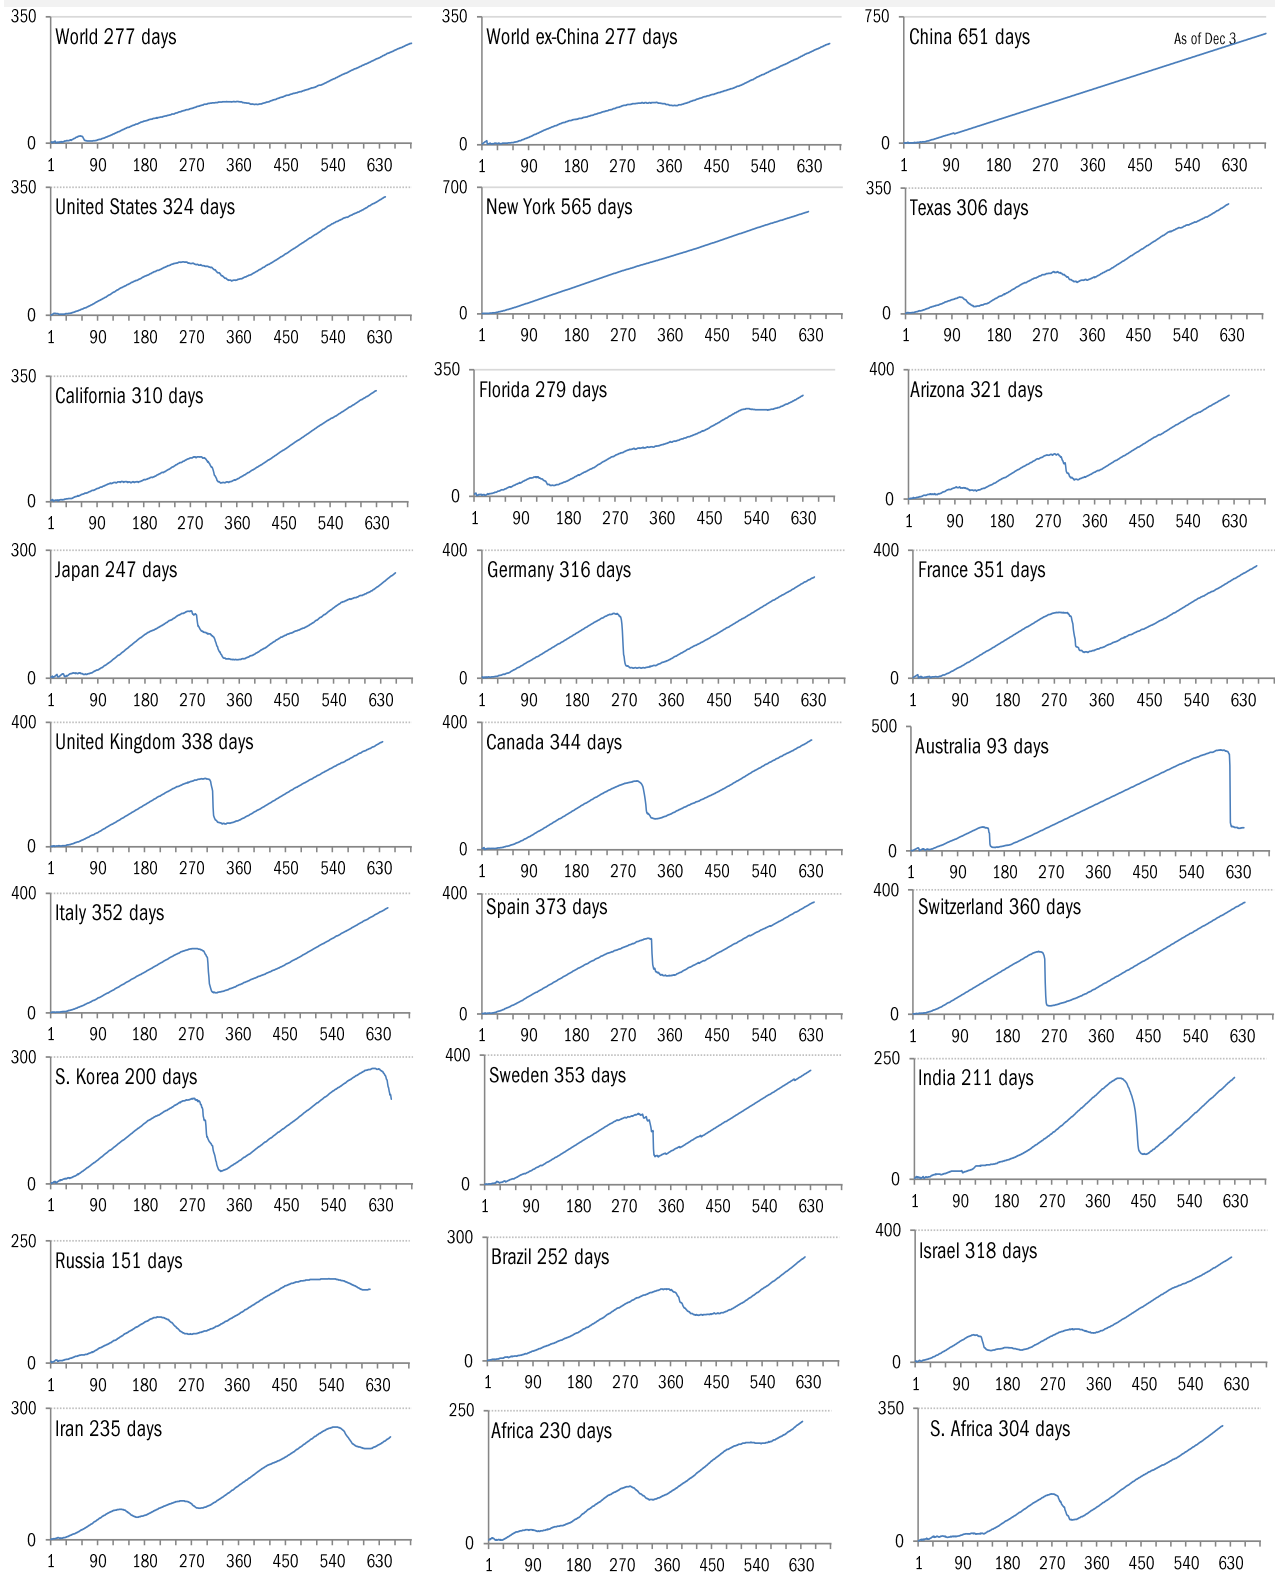 350 World 277 days
0
1 90 180 270 360 450 540 630
350 World ex-China 277 days
0
1 90 180 270 360 450 540 630
750 China 651 days As of Dec 3
0
1 90 180 270 360 450 540 630
350 United States 324 days
0
1 90 180 270 360 450 540 630
700 New York 565 days
0
1 90 180 270 360 450 540 630
350 Texas 306 days
0
1 90 180 270 360 450 540 630
350 California 310 days
0
1 90 180 270 360 450 540 630
350 Florida 279 days
0
1 90 180 270 360 450 540 630
400 Arizona 321 days
0
1 90 180 270 360 450 540 630
300 Japan 247 days
0
1 90 180 270 360 450 540 630
400 Germany 316 days
0
1 90 180 270 360 450 540 630
400 France 351 days
0
1 90 180 270 360 450 540 630
400 United Kingdom 338 days
0
1 90 180 270 360 450 540 630
400 Canada 344 days
0
1 90 180 270 360 450 540 630
500 Australia 93 days
0
1 90 180 270 360 450 540 630
400 Italy 352 days
0
1 90 180 270 360 450 540 630
400 Spain 373 days
0
1 90 180 270 360 450 540 630
400 Switzerland 360 days
0
1 90 180 270 360 450 540 630
300 S. Korea 200 days
0
1 90 180 270 360 450 540 630
400 Sweden 353 days
0
1 90 180 270 360 450 540 630
250 India 211 days
0
1 90 180 270 360 450 540 630
250 Russia 151 days
0
1 90 180 270 360 450 540 630
300 Brazil 252 days
0
1 90 180 270 360 450 540 630
400 Israel 318 days
0
1 90 180 270 360 450 540 630
300 Iran 235 days
0
1 90 180 270 360 450 540 630
250 Africa 230 days
0
1 90 180 270 360 450 540 630
350 S. Africa 304 days
0
1 90 180 270 360 450 540 630